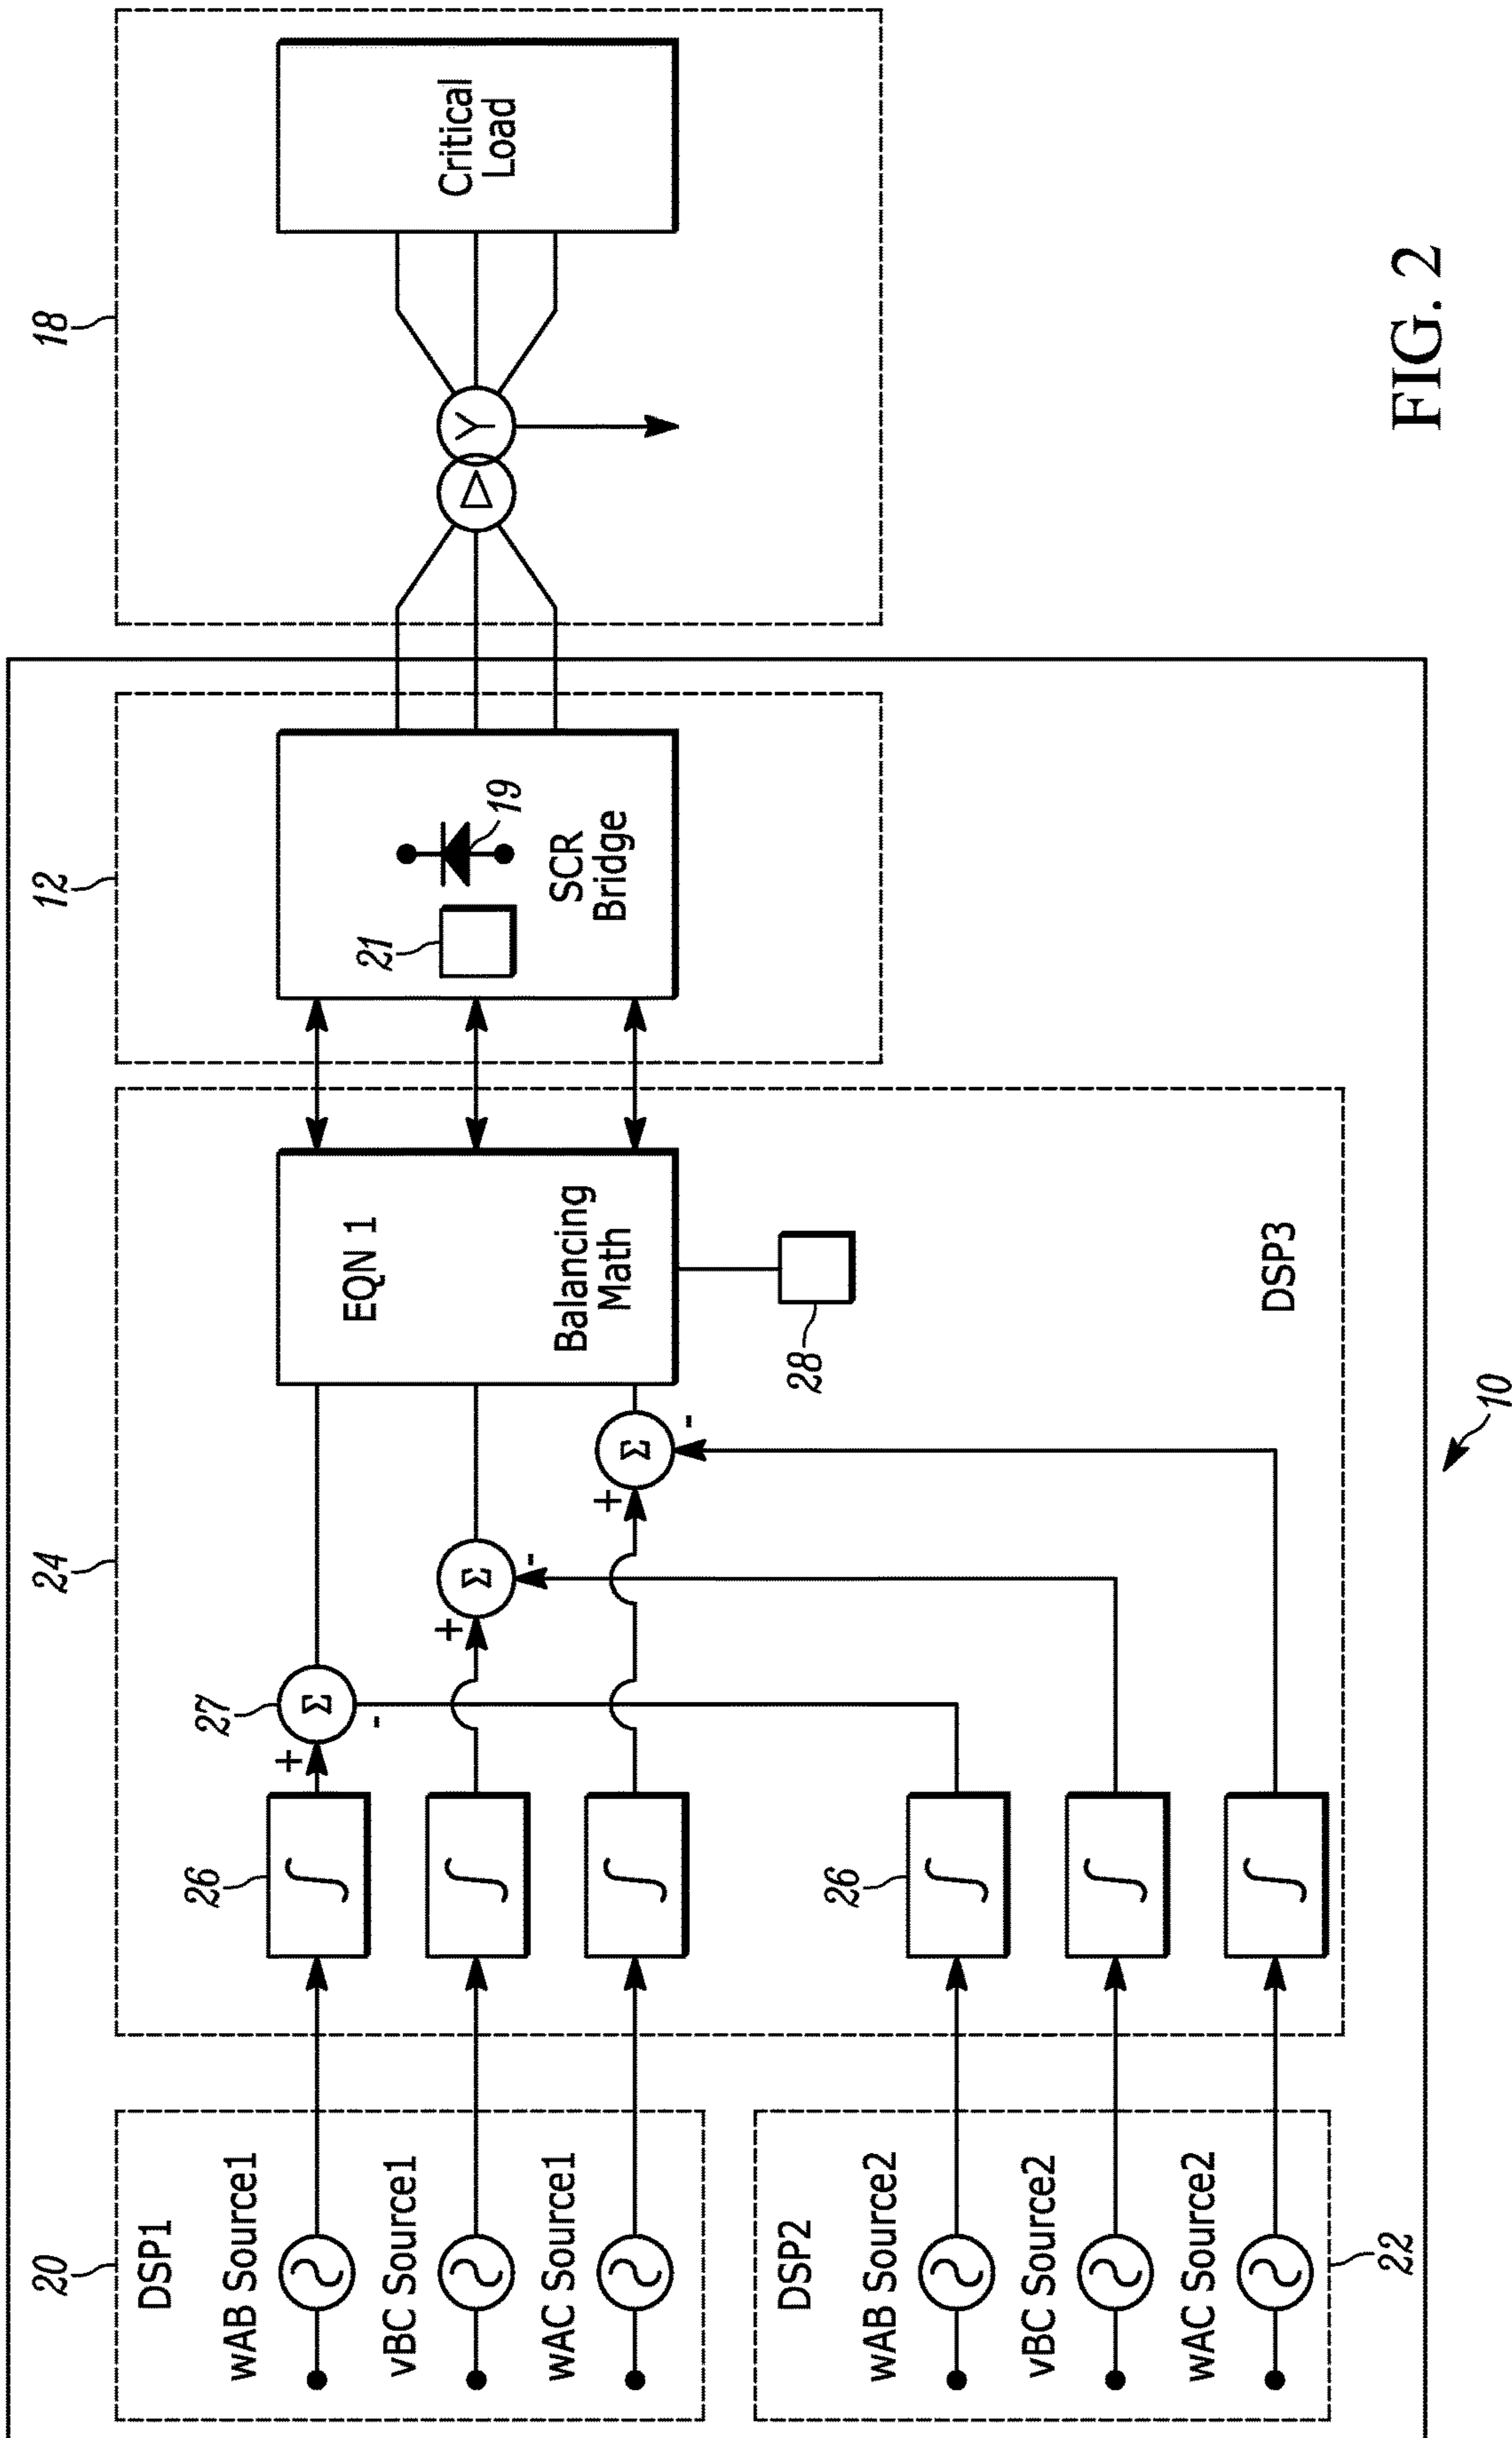 20
DSP1
wAB Source1
vBC Source1
wAC Source1
DSP2
wAB Source2
vBC Source2
wAC Source2
22
24
26
∫
∫
∫
26
∫
∫
∫
27
+
Σ
-
+
Σ
-
+
Σ
-
EQN 1
Balancing
Math
28
DSP3
12
21
19
SCR
Bridge
18
Δ
Y
Critical
Load
10
FIG. 2